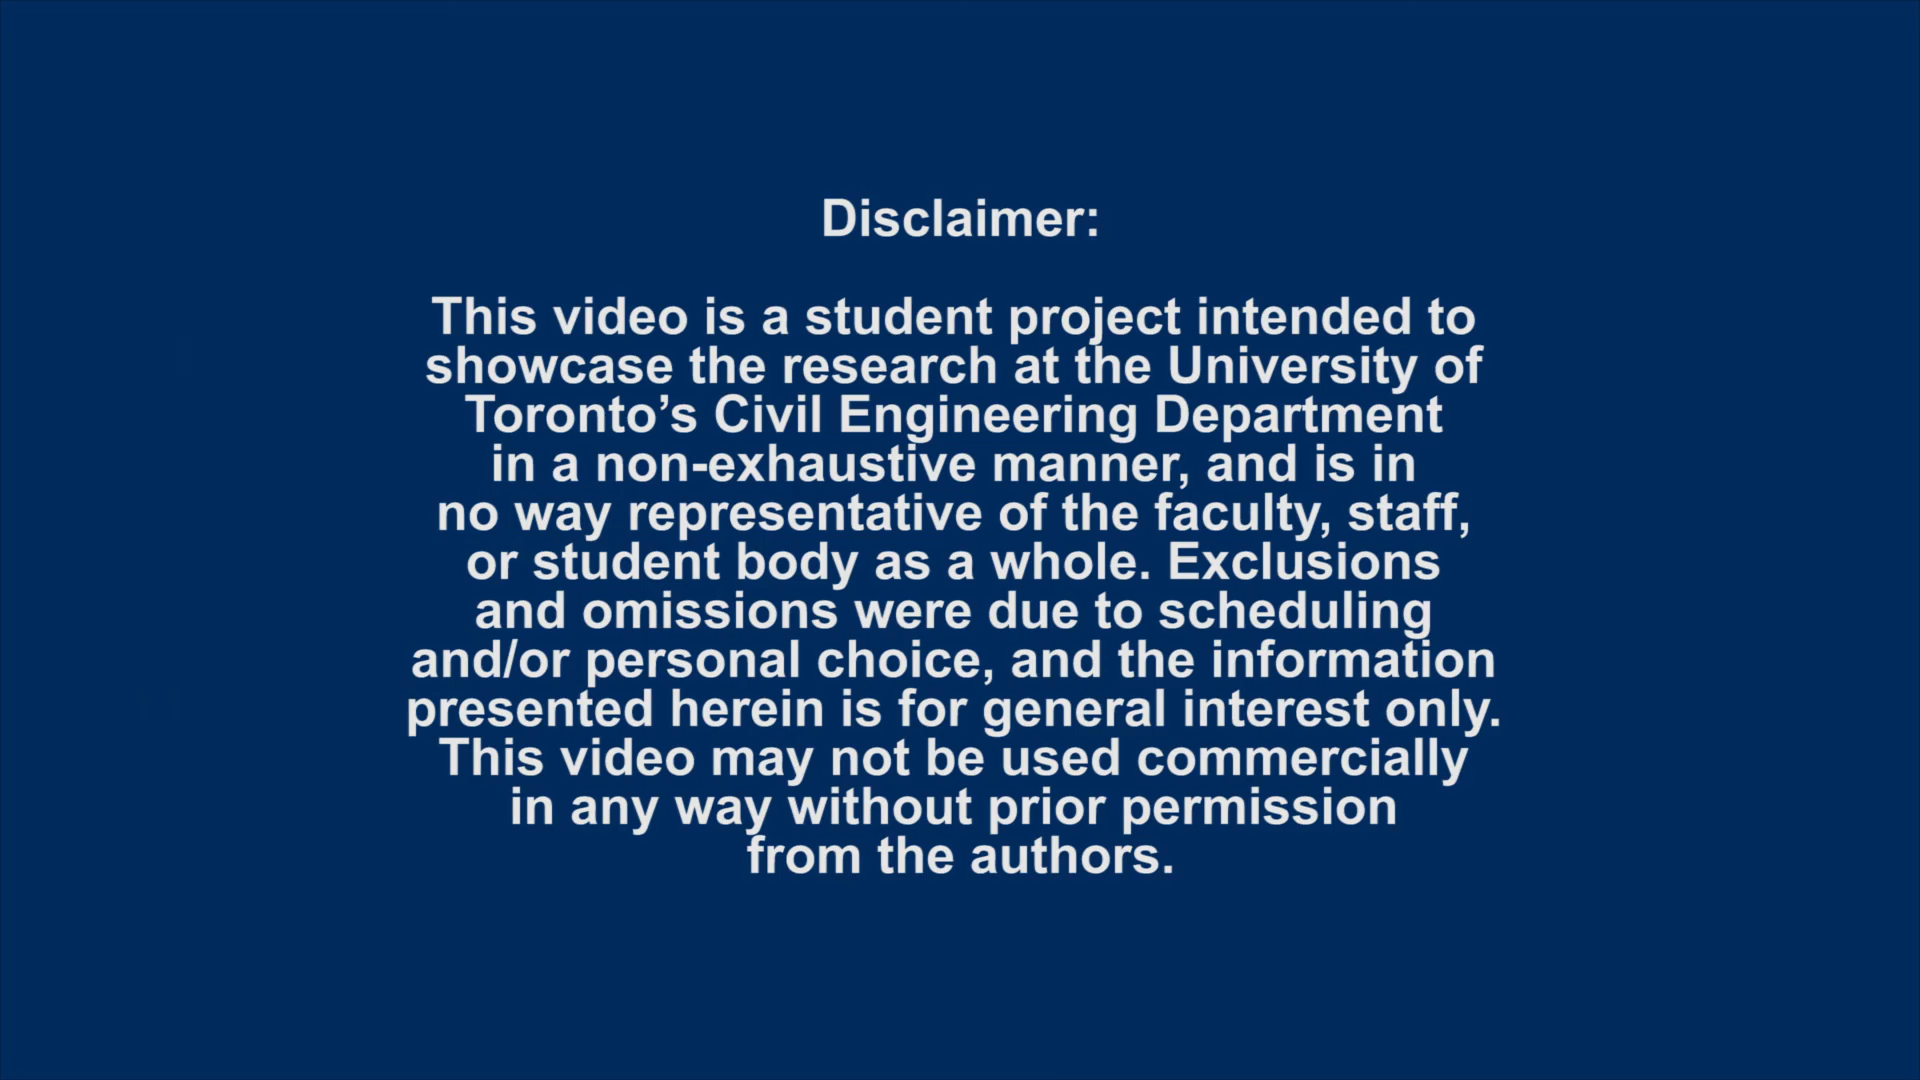 Disclaimer:
This video is a student project intended to
showcase the research at the University of
Toronto’s Civil Engineering Department
in a non-exhaustive manner, and is in
no way representative of the faculty, staff,
or student body as a whole. Exclusions
and omissions were due to scheduling
and/or personal choice, and the information
presented herein is for general interest only.
This video may not be used commercially
in any way without prior permission
from the authors.